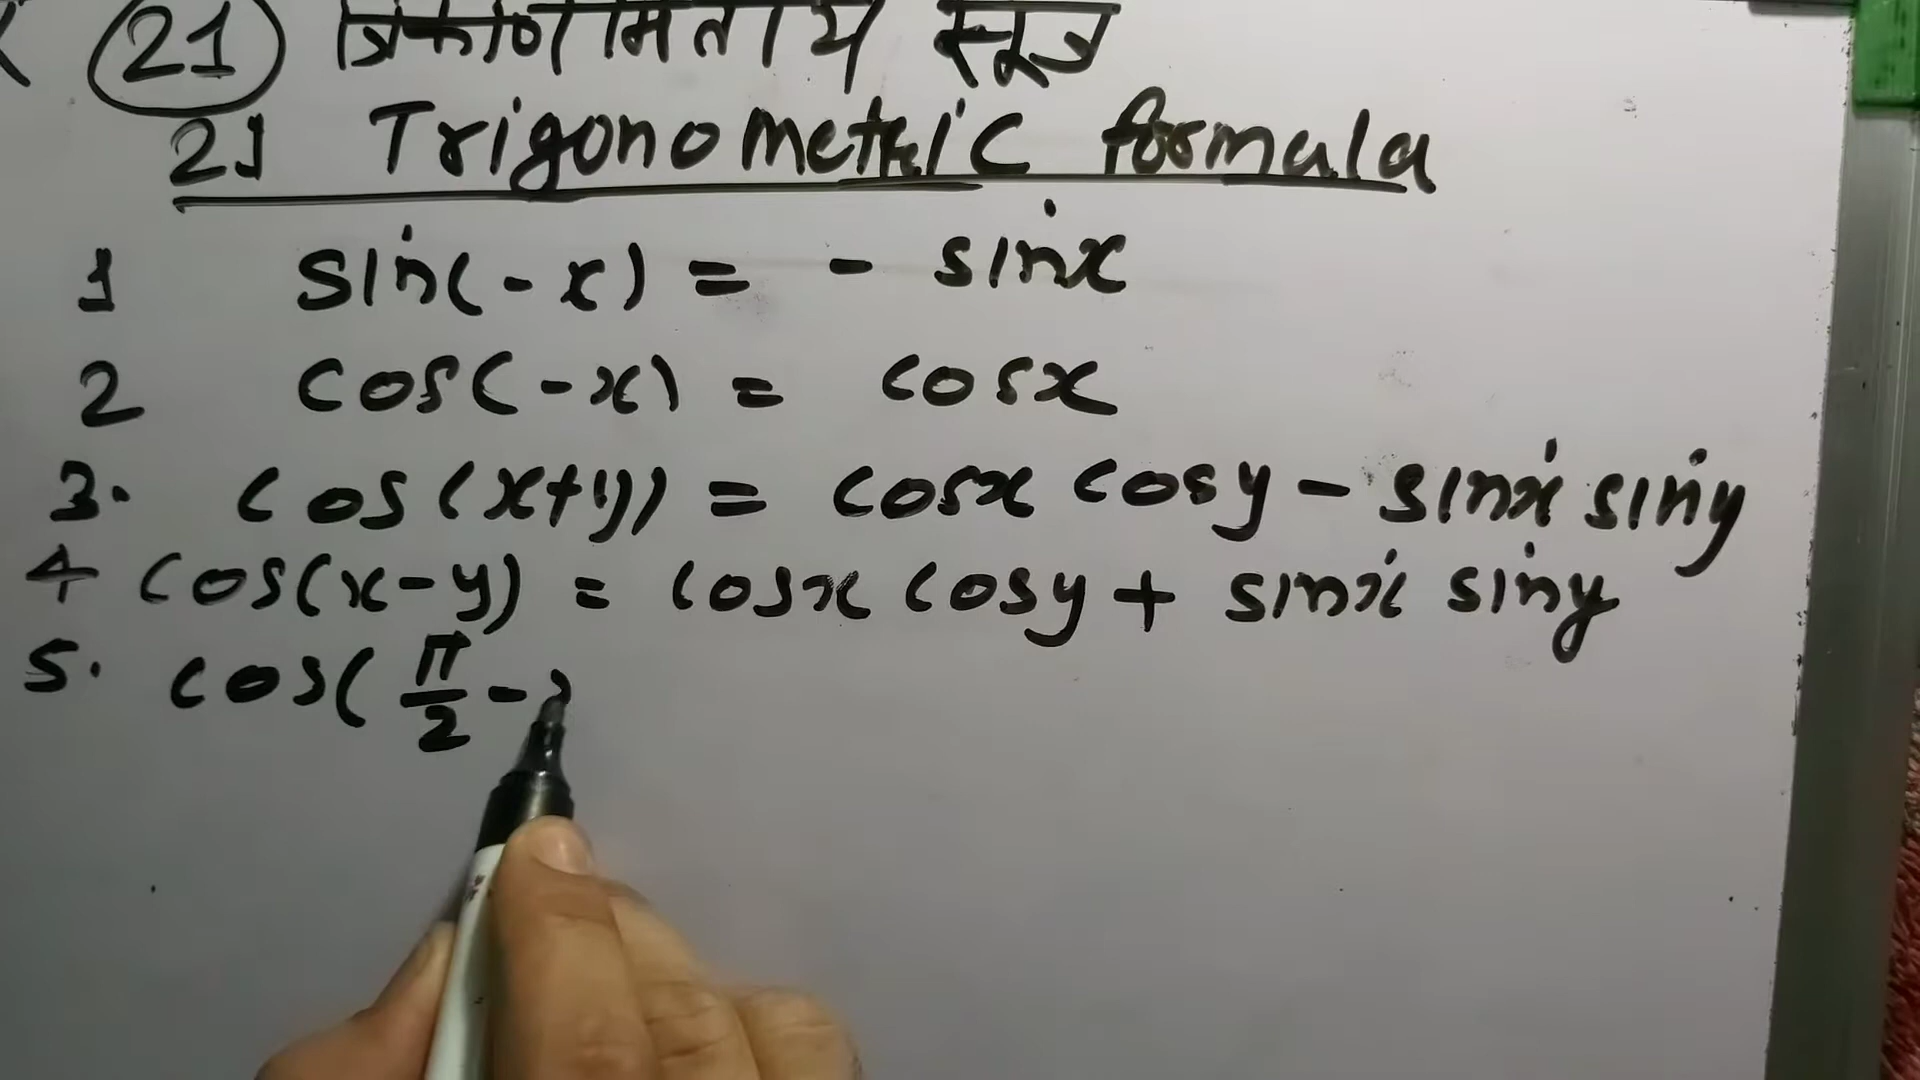 (21) त्रिकोणमितीय सूत्र
21 Trigonometric formula
1 sin(-x) = - sinx
2 cos(-x) = cosx
3. cos(x+y) = cosx cosy - sinx siny
4 cos(x-y) = cosx cosy + sinx siny
5. cos(π/2 -